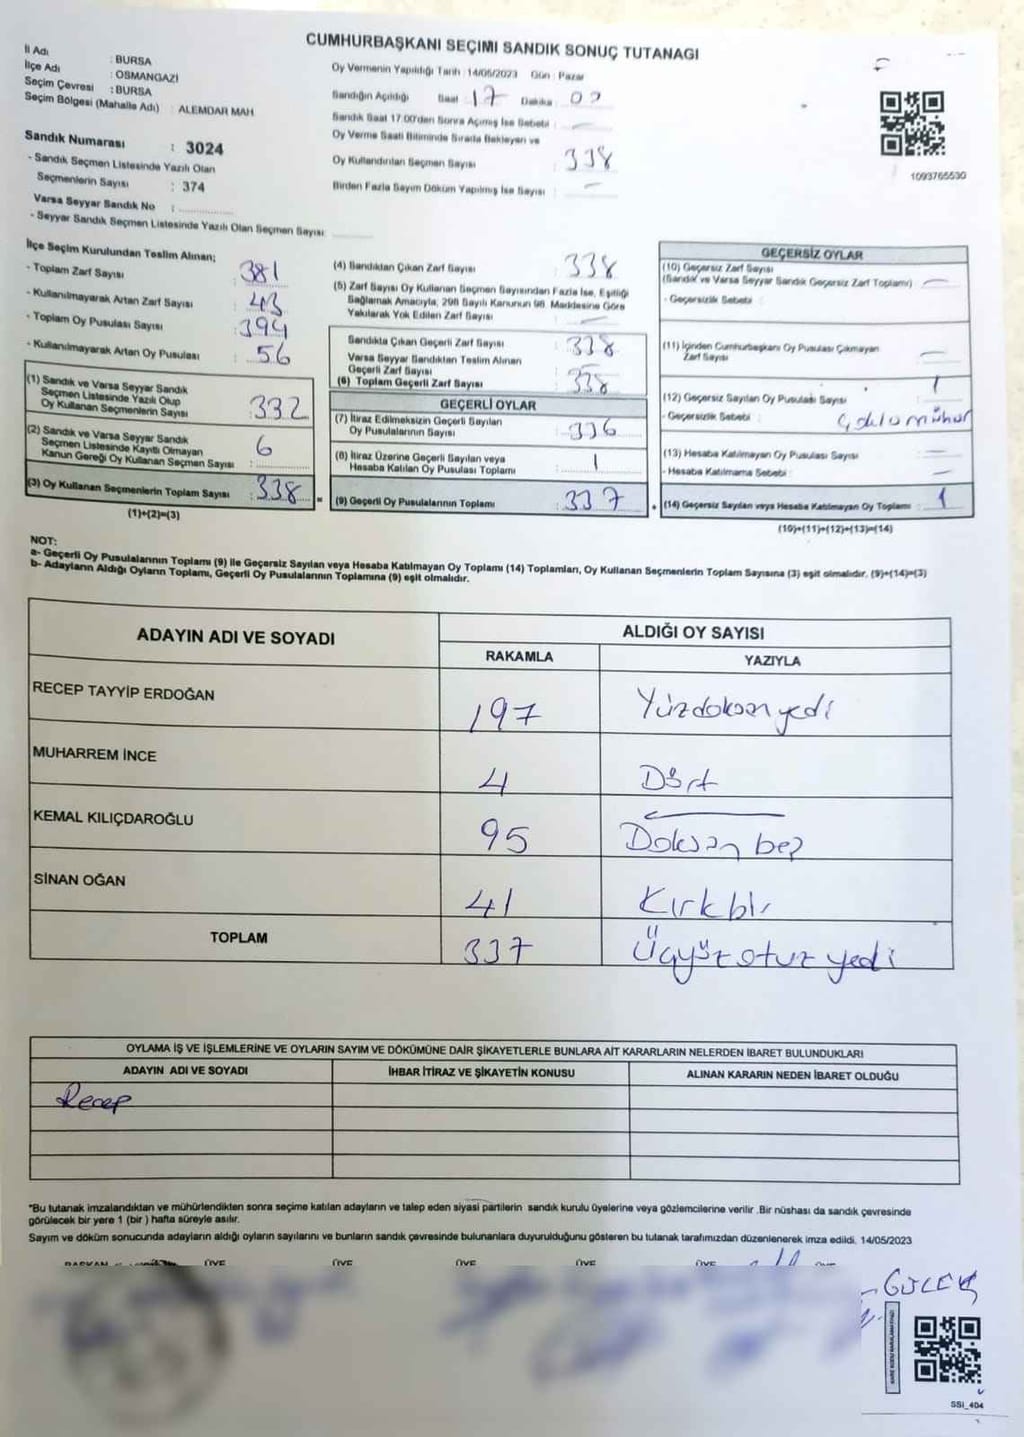 CUMHURBAŞKANI SEÇİMİ SANDIK SONUÇ TUTANAĞI
İl Adı : BURSA
İlçe Adı : OSMANGAZİ
Seçim Çevresi : BURSA
Seçim Bölgesi (Mahalle Adı) : ALEMDAR MAH
Sandık Numarası : 3024
- Sandık Seçmen Listesinde Yazılı Olan
Seçmenlerin Sayısı : 374
Varsa Seyyar Sandık No :
- Seyyar Sandık Seçmen Listesinde Yazılı Olan Seçmen Sayısı:
Oy Vermenin Yapıldığı Tarih : 14/05/2023 Gün : Pazar
Sandığın Açıldığı Saat : 17 Dakika :
Sandık Saat 17:00'den Sonra Açımış İse Sebebi : —
Oy Verme Saati Bitiminde Sırada Bekleyen ve
Oy Kullandırılan Seçmen Sayısı : 338
Birden Fazla Sayım Döküm Yapılmış İse Sayısı : —
1093765530
İlçe Seçim Kurulundan Teslim Alınan;
- Toplam Zarf Sayısı : 381
- Kullanılmayarak Artan Zarf Sayısı : 43
- Toplam Oy Pusulası Sayısı : 394
- Kullanılmayarak Artan Oy Pusulası : 56
(1) Sandık ve Varsa Seyyar Sandık
Seçmen Listesinde Yazılı Olup
Oy Kullanan Seçmenlerin Sayısı : 332
(2) Sandık ve Varsa Seyyar Sandık
Seçmen Listesinde Kayıtlı Olmayan
Kanun Gereği Oy Kullanan Seçmen Sayısı : 6
(3) Oy Kullanan Seçmenlerin Toplam Sayısı : 338
(1)+(2)=(3)
(4) Sandıktan Çıkan Zarf Sayısı : 338
(5) Zarf Sayısı Oy Kullanan Seçmen Sayısından Fazla İse, Eşitliği
Sağlamak Amacıyla, 298 Sayılı Kanunun 98. Maddesine Göre
Yakılarak Yok Edilen Zarf Sayısı : —
Sandıkta Çıkan Geçerli Zarf Sayısı : 338
Varsa Seyyar Sandıktan Teslim Alınan
Geçerli Zarf Sayısı : —
(6) Toplam Geçerli Zarf Sayısı : 338
GEÇERLİ OYLAR
(7) İtiraz Edilmeksizin Geçerli Sayılan
Oy Pusulalarının Sayısı : 336
(8) İtiraz Üzerine Geçerli Sayılan veya
Hesaba Katılan Oy Pusulası Toplamı : 1
= (9) Geçerli Oy Pusulalarının Toplamı : 337
GEÇERSİZ OYLAR
(10) Geçersiz Zarf Sayısı
(Sandık ve Varsa Seyyar Sandık Geçersiz Zarf Toplamı) : —
- Geçersizlik Sebebi :
(11) İçinden Cumhurbaşkanı Oy Pusulası Çıkmayan
Zarf Sayısı : —
(12) Geçersiz Sayılan Oy Pusulası Sayısı : 1
- Geçersizlik Sebebi :
(13) Hesaba Katılmayan Oy Pusulası Sayısı : —
- Hesaba Katılmama Sebebi : —
+ (14) Geçersiz Sayılan veya Hesaba Katılmayan Oy Toplamı : 1
(10)+(11)+(12)+(13)=(14)
NOT:
a- Geçerli Oy Pusulalarının Toplamı (9) ile Geçersiz Sayılan veya Hesaba Katılmayan Oy Toplamı (14) Toplamları, Oy Kullanan Seçmenlerin Toplam Sayısına (3) eşit olmalıdır. (9)+(14)=(3)
b- Adayların Aldığı Oyların Toplamı, Geçerli Oy Pusulalarının Toplamına (9) eşit olmalıdır.
ADAYIN ADI VE SOYADI
ALDIĞI OY SAYISI
RAKAMLA YAZIYLA
RECEP TAYYİP ERDOĞAN 197 Yüzdoksan yedi
MUHARREM İNCE 4 Dört
KEMAL KILIÇDAROĞLU 95 Doksan beş
SİNAN OĞAN 41 Kırkbir
TOPLAM 337 Üçyüz otuz yedi
OYLAMA İŞ VE İŞLEMLERİNE VE OYLARIN SAYIM VE DÖKÜMÜNE DAİR ŞİKAYETLERLE BUNLARA AİT KARARLARIN NELERDEN İBARET BULUNDUKLARI
ADAYIN ADI VE SOYADI İHBAR İTİRAZ VE ŞİKAYETİN KONUSU ALINAN KARARIN NEDEN İBARET OLDUĞU
Recep
*Bu tutanak imzalandıktan ve mühürlendikten sonra seçime katılan adayların ve talep eden siyasi partilerin sandık kurulu üyelerine veya gözlemcilerine verilir .Bir nüshası da sandık çevresinde
görülecek bir yere 1 (bir ) hafta süreyle asılır.
Sayım ve döküm sonucunda adayların aldığı oyların sayılarını ve bunların sandık çevresinde bulunanlara duyurulduğunu gösteren bu tutanak tarafımızdan düzenlenerek imza edildi. 14/05/2023
BAŞKAN ÜYE ÜYE ÜYE ÜYE ÜYE
SSİ_404